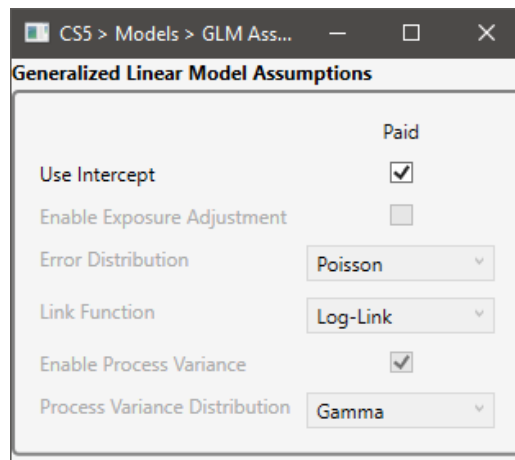 CS5 > Models > GLM Ass...
Generalized Linear Model Assumptions
Paid
Use Intercept
Enable Exposure Adjustment
Error Distribution Poisson
Link Function Log-Link
Enable Process Variance
Process Variance Distribution Gamma